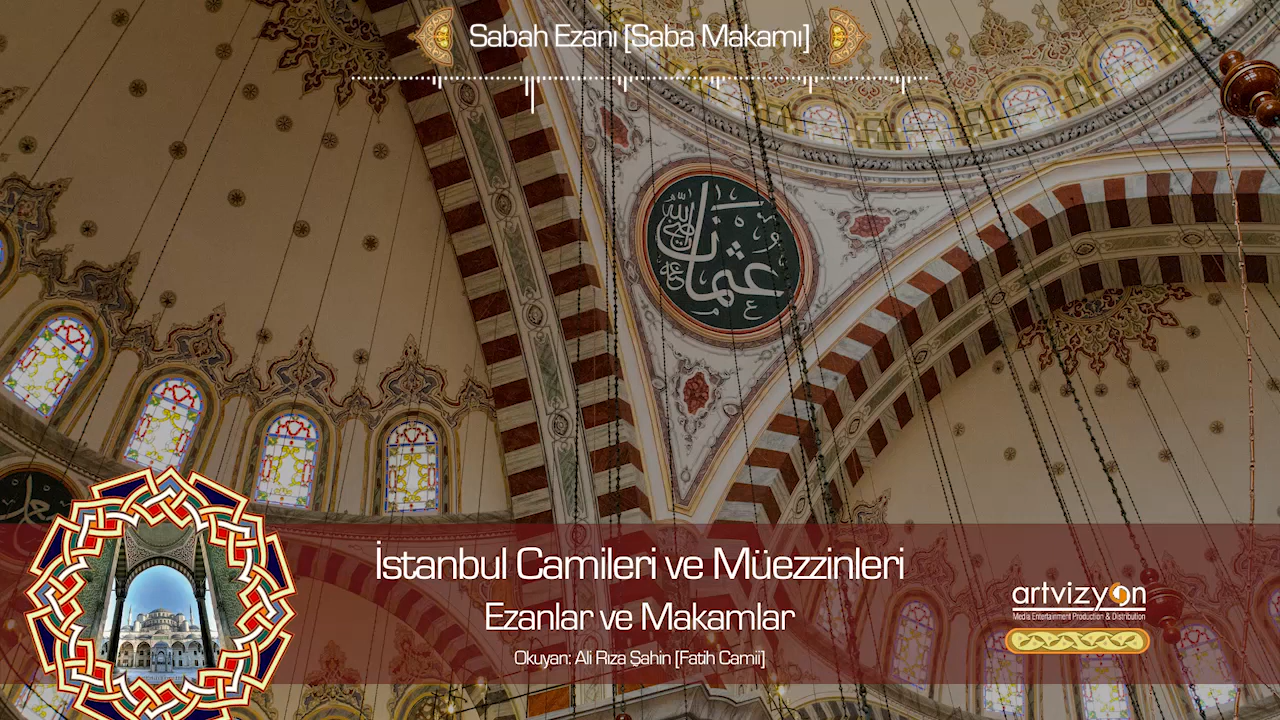 Sabah Ezanı [Saba Makamı]
عثمان
رضي الله عنه
İstanbul Camileri ve Müezzinleri
Ezanlar ve Makamlar
Okuyan: Ali Rıza Şahin [Fatih Camii]
artvizyon
Media Entertainment Production & Distribution